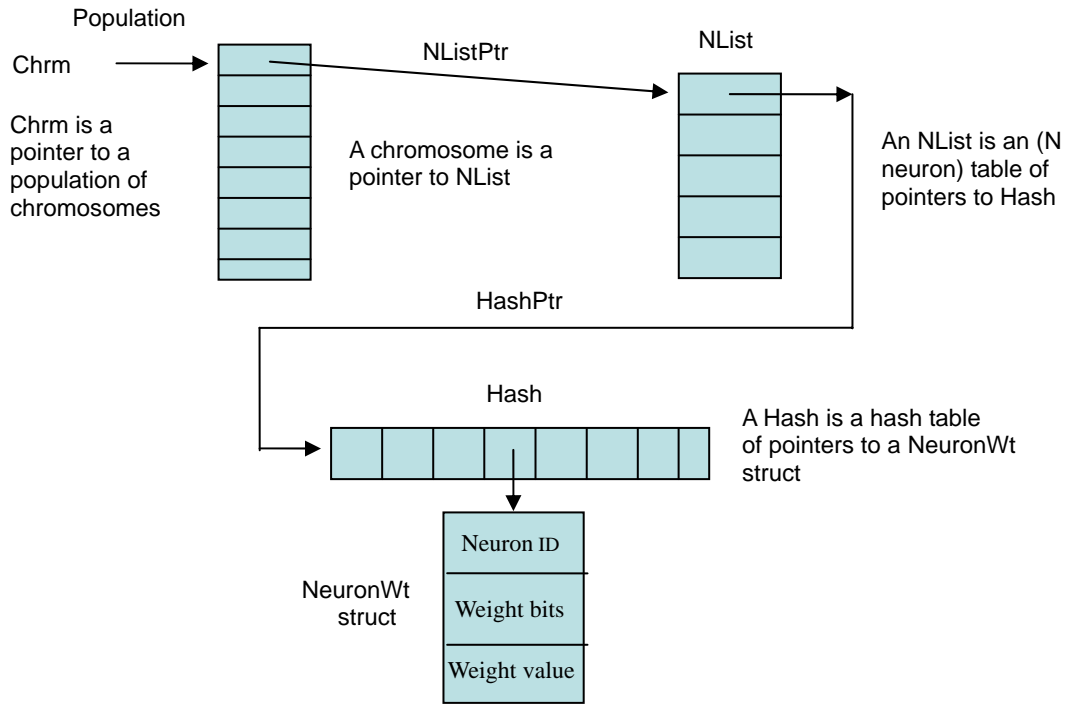 Population
Chrm
NListPtr
NList
Chrm is a
pointer to a
population of
chromosomes
A chromosome is a
pointer to NList
An NList is an (N
neuron) table of
pointers to Hash
HashPtr
Hash
A Hash is a hash table
of pointers to a NeuronWt
struct
NeuronWt
struct
Neuron ID
Weight bits
Weight value